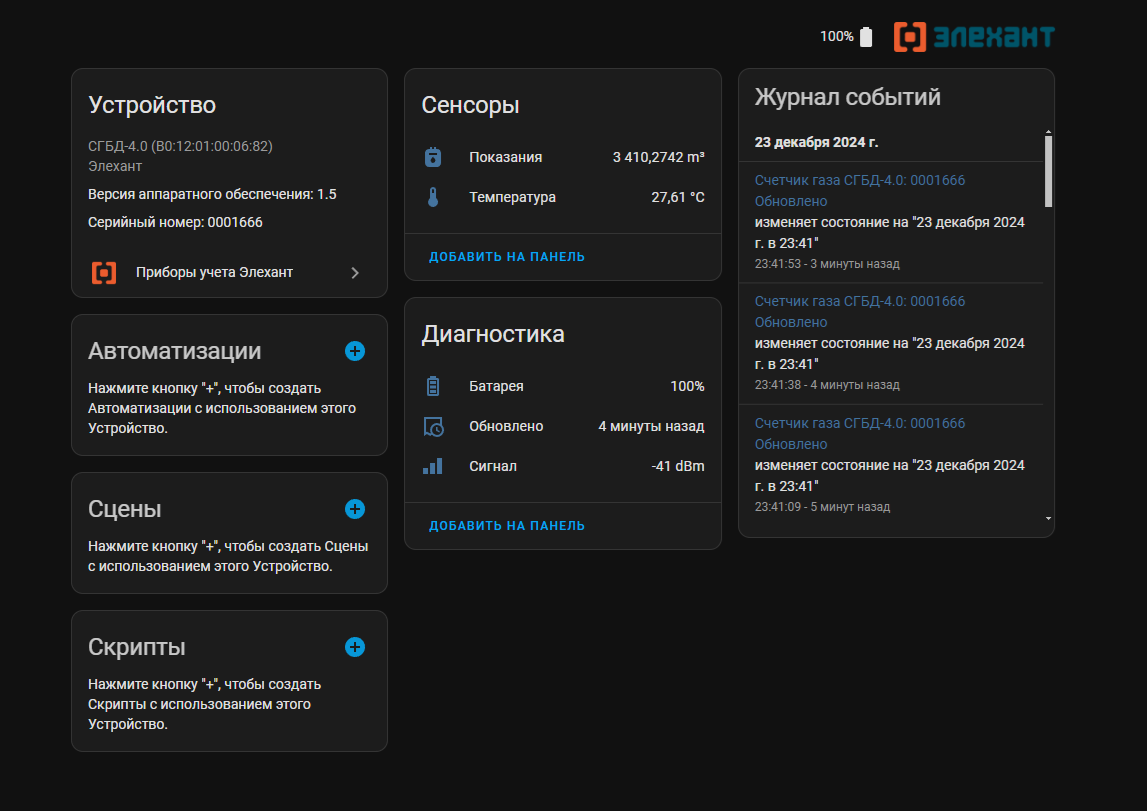 100%
элехант
Устройство
СГБД-4.0 (B0:12:01:00:06:82)
Элехант
Версия аппаратного обеспечения: 1.5
Серийный номер: 0001666
Приборы учета Элехант
Автоматизации
Нажмите кнопку "+", чтобы создать
Автоматизации с использованием этого
Устройство.
Сцены
Нажмите кнопку "+", чтобы создать Сцены
с использованием этого Устройство.
Скрипты
Нажмите кнопку "+", чтобы создать
Скрипты с использованием этого
Устройство.
Сенсоры
Показания 3 410,2742 m³
Температура 27,61 °C
ДОБАВИТЬ НА ПАНЕЛЬ
Диагностика
Батарея 100%
Обновлено 4 минуты назад
Сигнал -41 dBm
ДОБАВИТЬ НА ПАНЕЛЬ
Журнал событий
23 декабря 2024 г.
Счетчик газа СГБД-4.0: 0001666
Обновлено
изменяет состояние на "23 декабря 2024
г. в 23:41"
23:41:53 - 3 минуты назад
Счетчик газа СГБД-4.0: 0001666
Обновлено
изменяет состояние на "23 декабря 2024
г. в 23:41"
23:41:38 - 4 минуты назад
Счетчик газа СГБД-4.0: 0001666
Обновлено
изменяет состояние на "23 декабря 2024
г. в 23:41"
23:41:09 - 5 минут назад